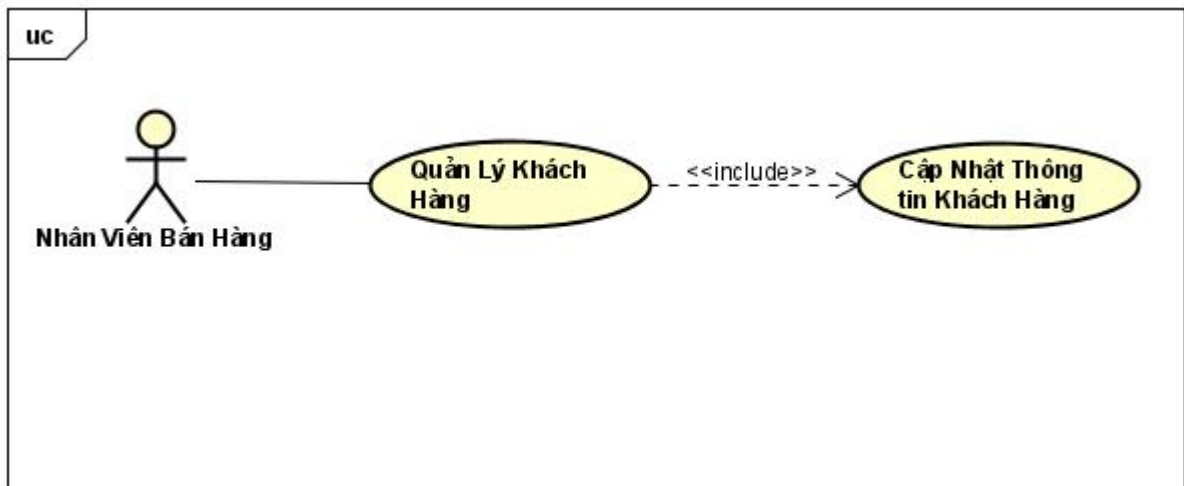 uc
Quản Lý Khách
Hàng
<<include>>
Cập Nhật Thông
tin Khách Hàng
Nhân Viên Bán Hàng